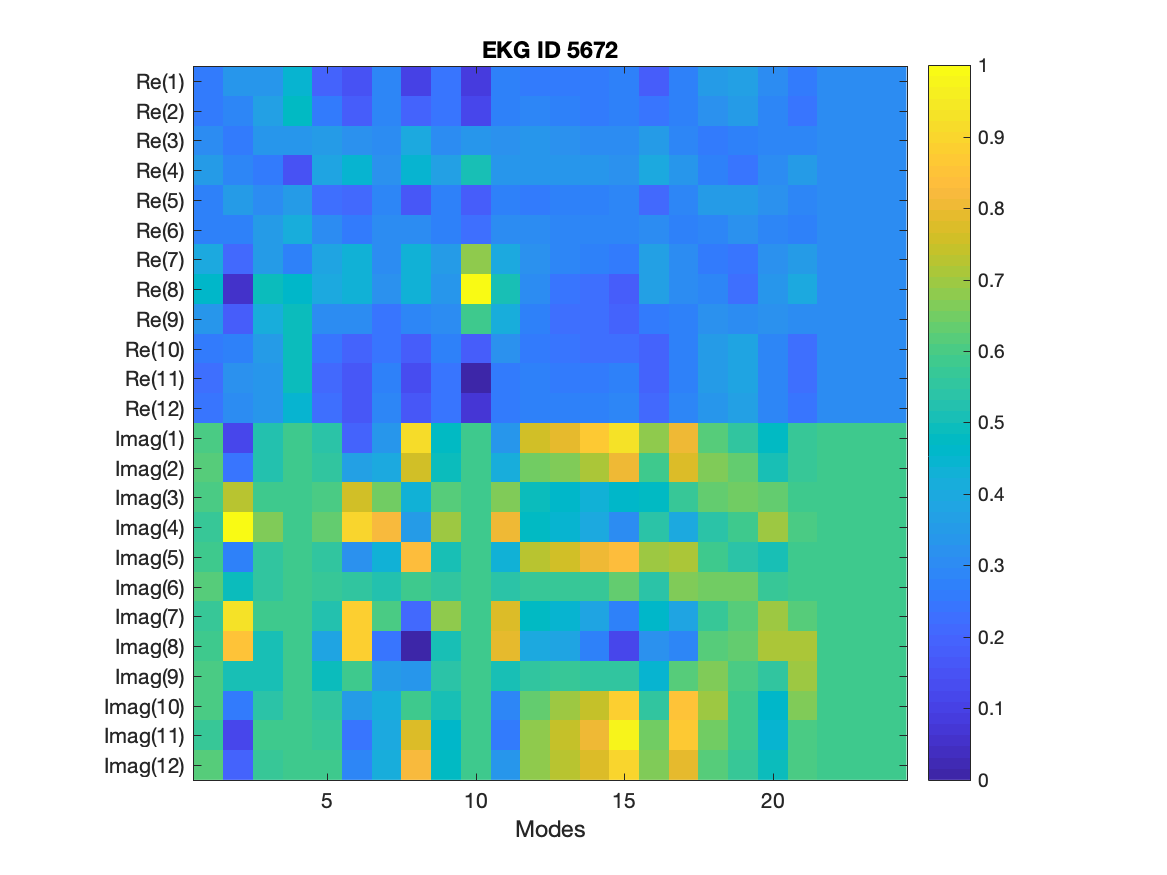 EKG ID 5672
Re(1)
Re(2)
Re(3)
Re(4)
Re(5)
Re(6)
Re(7)
Re(8)
Re(9)
Re(10)
Re(11)
Re(12)
Imag(1)
Imag(2)
Imag(3)
Imag(4)
Imag(5)
Imag(6)
Imag(7)
Imag(8)
Imag(9)
Imag(10)
Imag(11)
Imag(12)
5 10 15 20
Modes
1
0.9
0.8
0.7
0.6
0.5
0.4
0.3
0.2
0.1
0